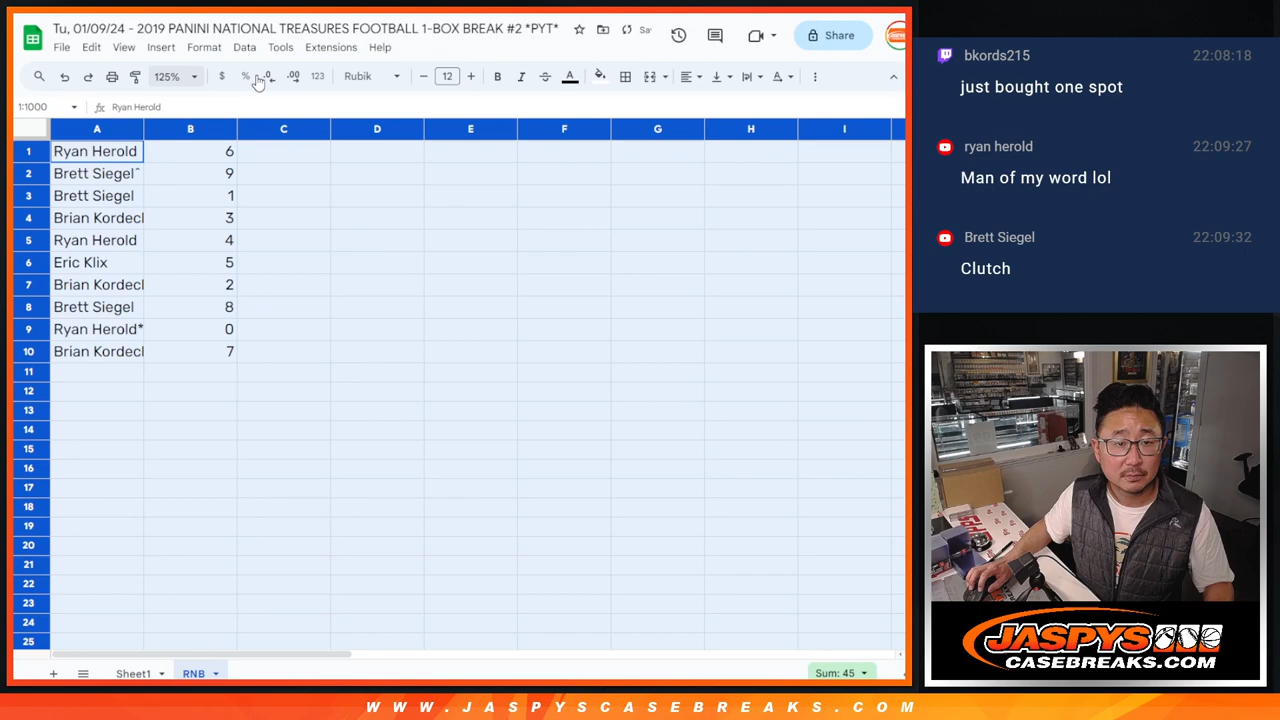 Tu, 01/09/24 - 2019 PANINI NATIONAL TREASURES FOOTBALL 1-BOX BREAK #2 *PYT*
File Edit View Insert Format Data Tools Extensions Help
Share
125% $ % .0 .00 123 Rubik 12 B I A
1:1000 fx Ryan Herold
A B C D E F G H I
1 Ryan Herold 6
2 Brett Siegel^ 9
3 Brett Siegel 1
4 Brian Kordecl 3
5 Ryan Herold 4
6 Eric Klix 5
7 Brian Kordecl 2
8 Brett Siegel 8
9 Ryan Herold* 0
10 Brian Kordecl 7
11
12
13
14
15
16
17
18
19
20
21
22
23
24
25
Sheet1 RNB Sum: 45
bkords215 22:08:18
just bought one spot
ryan herold 22:09:27
Man of my word lol
Brett Siegel 22:09:32
Clutch
JASPYS
CASEBREAKS.COM
WWW.JASPYSCASEBREAKS.COM